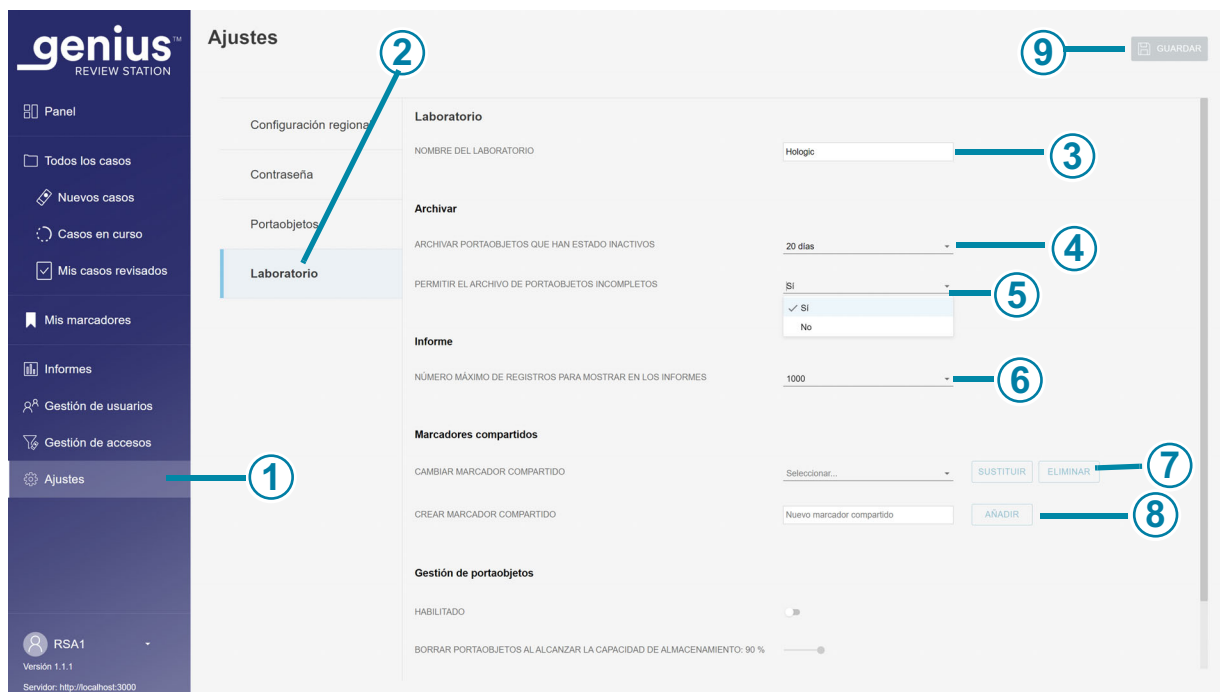 genius™
REVIEW STATION
Panel
Todos los casos
Nuevos casos
Casos en curso
Mis casos revisados
Mis marcadores
Informes
Gestión de usuarios
Gestión de accesos
Ajustes
1
RSA1
Versión 1.1.1
Servidor: http://localhost:3000
Ajustes
2
9
GUARDAR
Configuración regional
Contraseña
Portaobjetos
Laboratorio
Laboratorio
NOMBRE DEL LABORATORIO
Hologic
3
Archivar
ARCHIVAR PORTAOBJETOS QUE HAN ESTADO INACTIVOS
20 días
4
PERMITIR EL ARCHIVO DE PORTAOBJETOS INCOMPLETOS
Sí
5
Sí
No
Informe
NÚMERO MÁXIMO DE REGISTROS PARA MOSTRAR EN LOS INFORMES
1000
6
Marcadores compartidos
CAMBIAR MARCADOR COMPARTIDO
Seleccionar...
SUSTITUIR
ELIMINAR
7
CREAR MARCADOR COMPARTIDO
Nuevo marcador compartido
AÑADIR
8
Gestión de portaobjetos
HABILITADO
BORRAR PORTAOBJETOS AL ALCANZAR LA CAPACIDAD DE ALMACENAMIENTO: 90 %